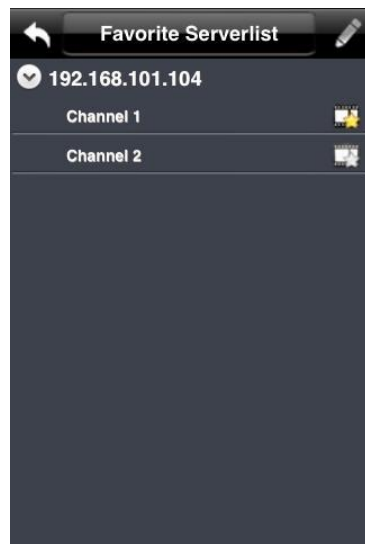 Favorite Serverlist
192.168.101.104
Channel 1
Channel 2